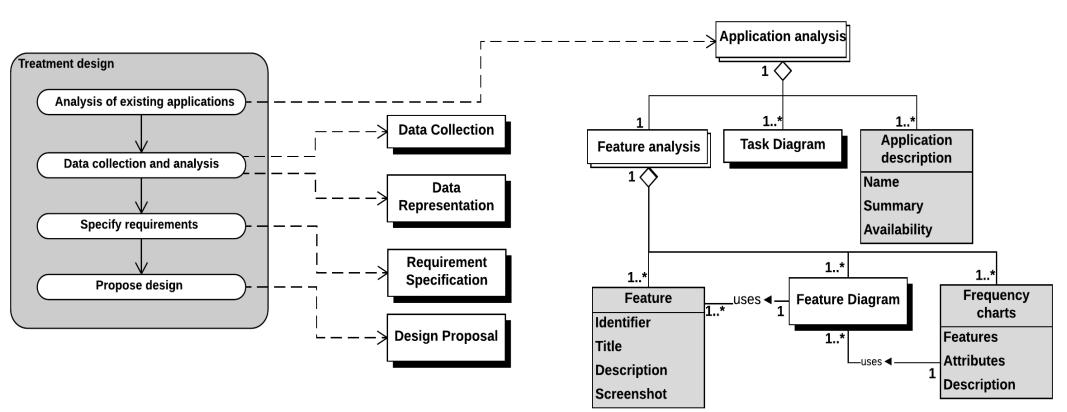 Treatment design
Analysis of existing applications
Data collection and analysis
Specify requirements
Propose design
Data Collection
Data
Representation
Requirement
Specification
Design Proposal
Application analysis
1
1
1..*
1..*
Feature analysis
Task Diagram
Application
description
Name
Summary
Availability
1
1..*
1..*
1..*
Feature
Identifier
Title
Description
Screenshot
1..*
uses
1
Feature Diagram
1..*
uses
1
Frequency
charts
Features
Attributes
Description